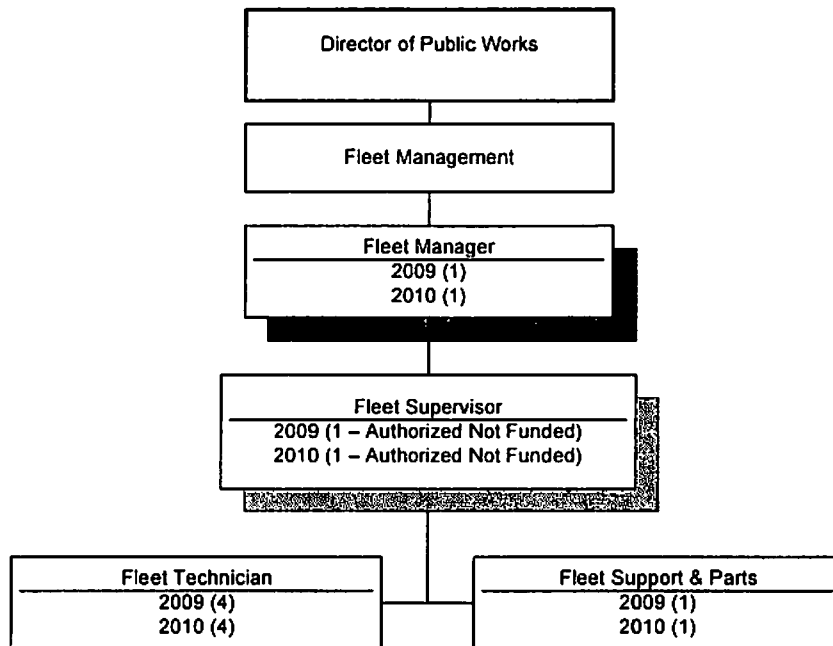 Director of Public Works
Fleet Management
Fleet Manager
2009 (1)
2010 (1)
Fleet Supervisor
2009 (1 – Authorized Not Funded)
2010 (1 – Authorized Not Funded)
Fleet Technician
2009 (4)
2010 (4)
Fleet Support & Parts
2009 (1)
2010 (1)